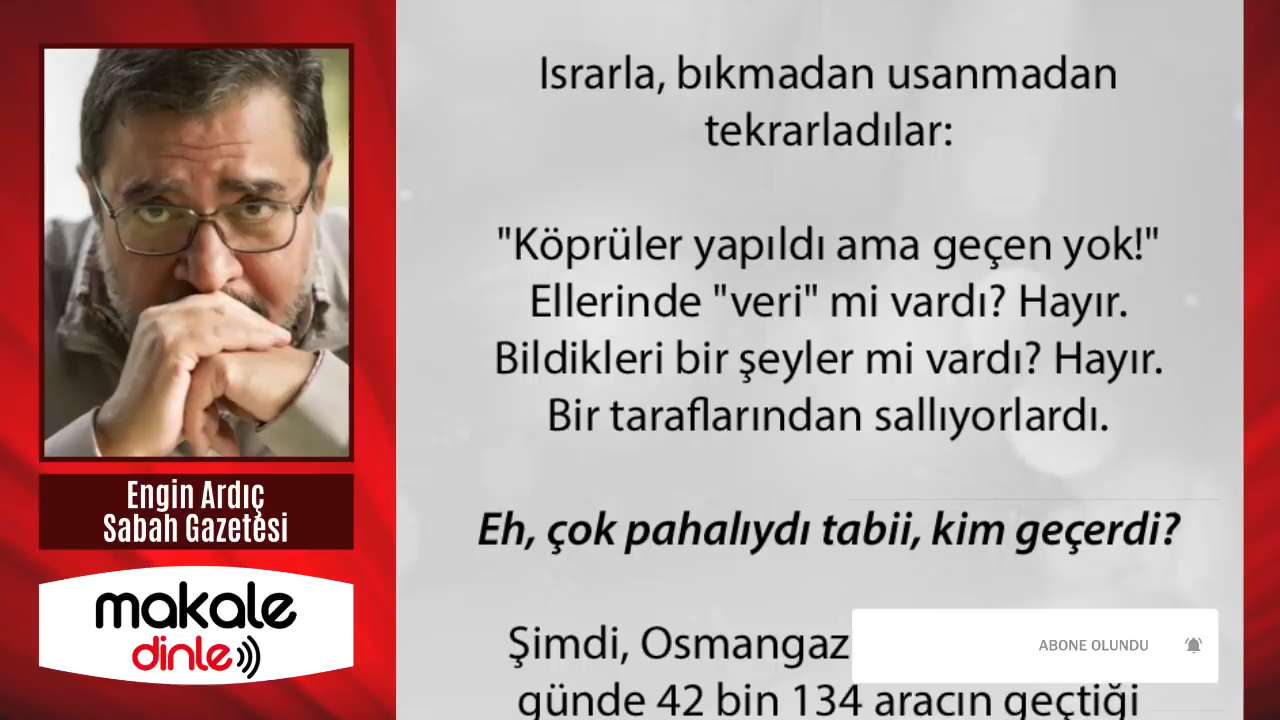 Israrla, bıkmadan usanmadan
tekrarladılar:
"Köprüler yapıldı ama geçen yok!"
Ellerinde "veri" mi vardı? Hayır.
Bildikleri bir şeyler mi vardı? Hayır.
Bir taraflarından sallıyorlardı.
Eh, çok pahalıydı tabii, kim geçerdi?
Şimdi, Osmangaz
günde 42 bin 134 aracın geçtiği
ABONE OLUNDU
Engin Ardıç
Sabah Gazetesi
makale
dinle